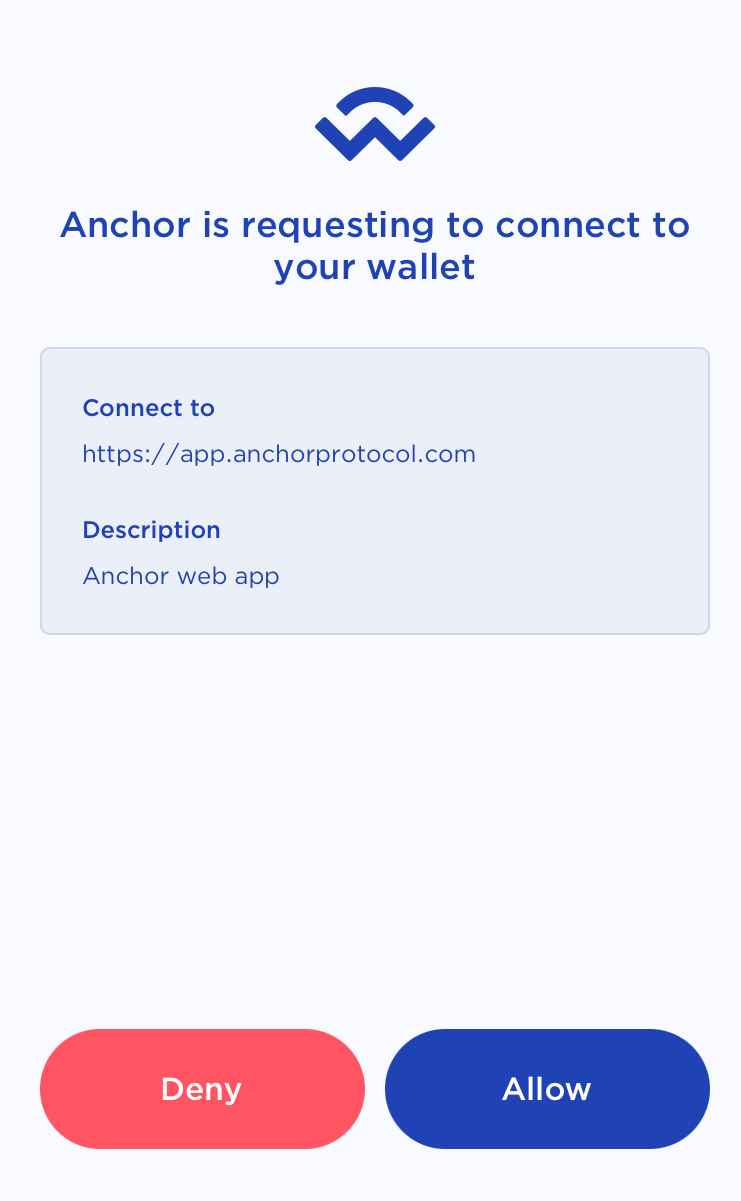 Anchor is requesting to connect to
your wallet
Connect to
https://app.anchorprotocol.com
Description
Anchor web app
Deny
Allow